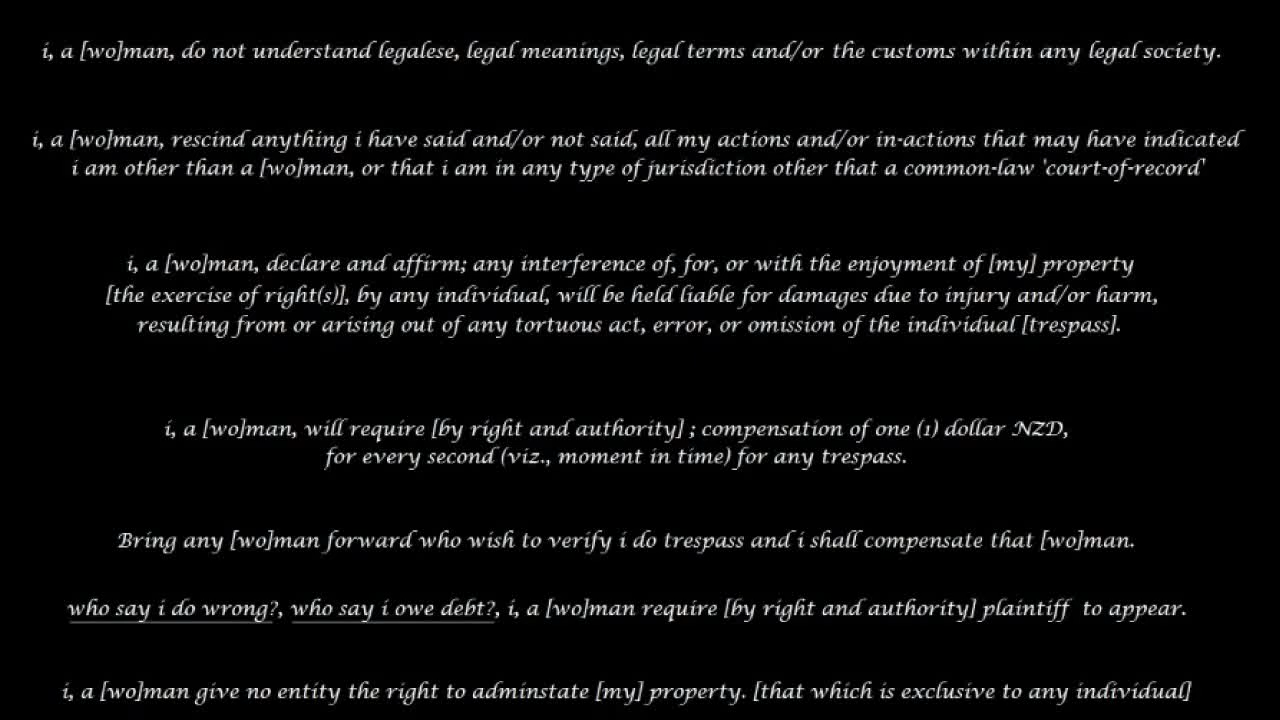 i, a [wo]man, do not understand legalese, legal meanings, legal terms and/or the customs within any legal society.
i, a [wo]man, rescind anything i have said and/or not said, all my actions and/or in-actions that may have indicated
i am other than a [wo]man, or that i am in any type of jurisdiction other that a common-law 'court-of-record'
i, a [wo]man, declare and affirm; any interference of, for, or with the enjoyment of [my] property
[the exercise of right(s)], by any individual, will be held liable for damages due to injury and/or harm,
resulting from or arising out of any tortuous act, error, or omission of the individual [trespass].
i, a [wo]man, will require [by right and authority] ; compensation of one (1) dollar NZD,
for every second (viz., moment in time) for any trespass.
Bring any [wo]man forward who wish to verify i do trespass and i shall compensate that [wo]man.
who say i do wrong?, who say i owe debt?, i, a [wo]man require [by right and authority] plaintiff to appear.
i, a [wo]man give no entity the right to adminstate [my] property. [that which is exclusive to any individual]